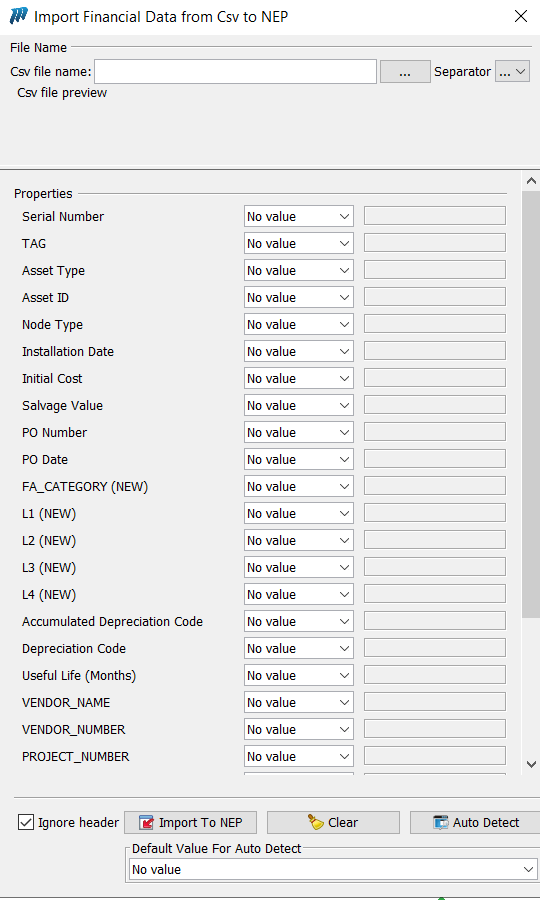 Import Financial Data from Csv to NEP
File Name
Csv file name: ... Separator ...
Csv file preview
Properties
Serial Number No value
TAG No value
Asset Type No value
Asset ID No value
Node Type No value
Installation Date No value
Initial Cost No value
Salvage Value No value
PO Number No value
PO Date No value
FA_CATEGORY (NEW) No value
L1 (NEW) No value
L2 (NEW) No value
L3 (NEW) No value
L4 (NEW) No value
Accumulated Depreciation Code No value
Depreciation Code No value
Useful Life (Months) No value
VENDOR_NAME No value
VENDOR_NUMBER No value
PROJECT_NUMBER No value
Ignore header Import To NEP Clear Auto Detect
Default Value For Auto Detect
No value